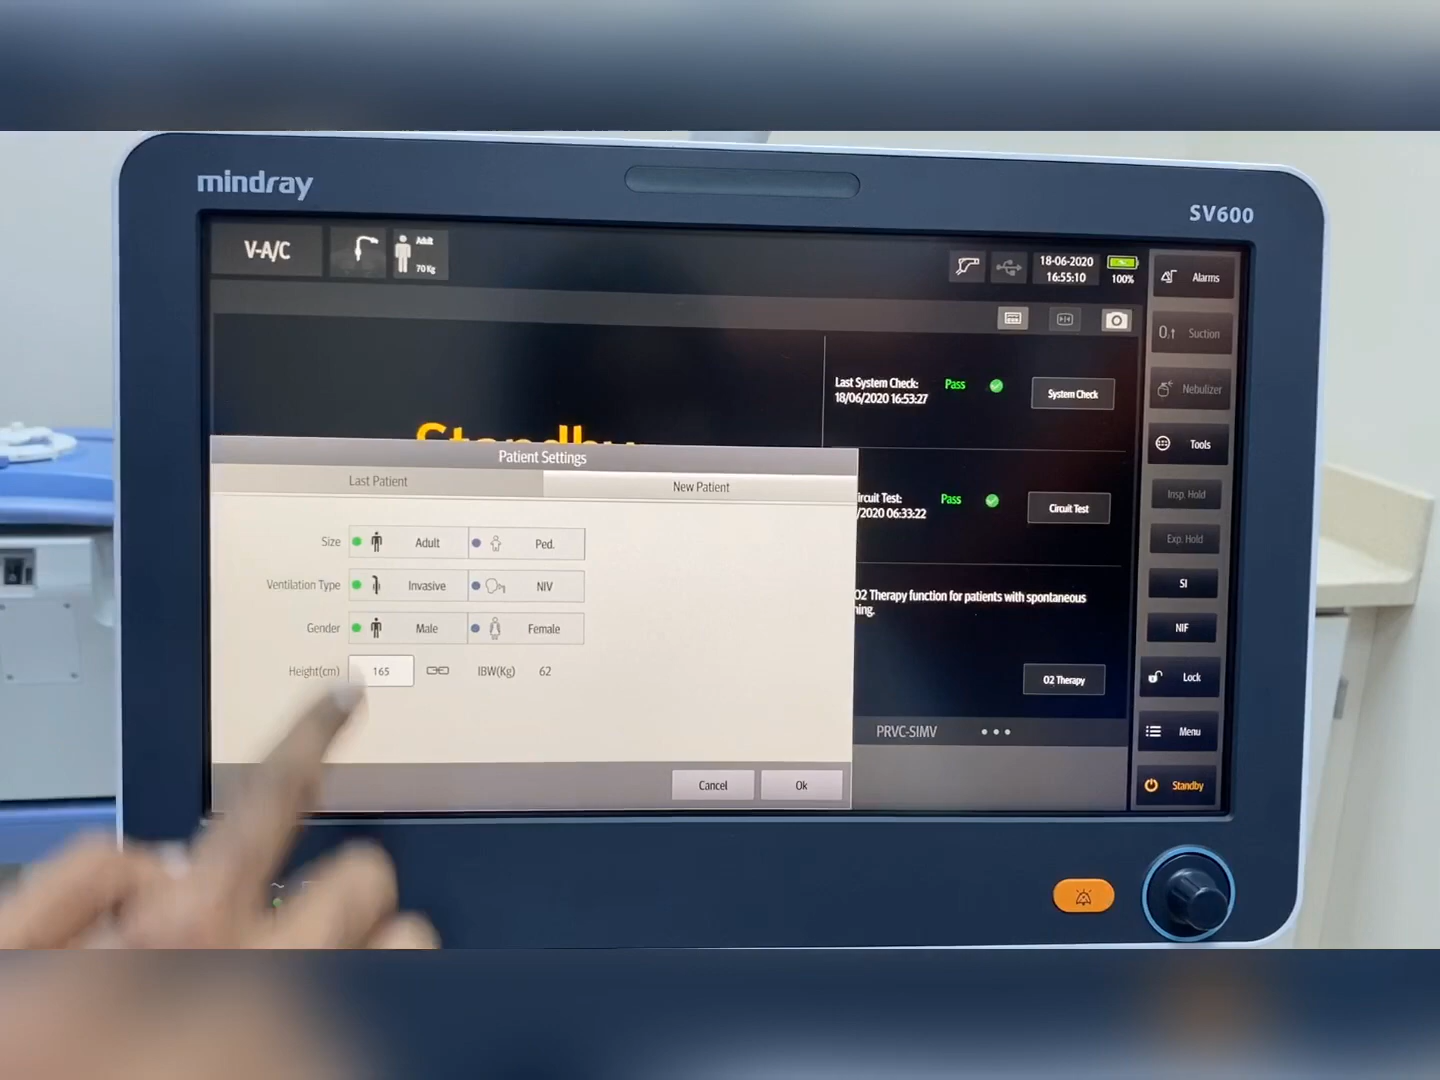 mindray
SV600
V-A/C
Adult
70 Kg
18-06-2020
16:55:10
100%
Alarms
Suction
Nebulizer
Tools
Insp. Hold
Exp. Hold
SI
NIF
Lock
Menu
Standby
Last System Check:
18/06/2020 16:53:27
Pass
System Check
Circuit Test:
/2020 06:33:22
Pass
Circuit Test
O2 Therapy function for patients with spontaneous
O2 Therapy
PRVC-SIMV
Standby
Patient Settings
Last Patient
New Patient
Size
Adult
Ped.
Ventilation Type
Invasive
NIV
Gender
Male
Female
Height(cm)
165
IBW(Kg)
62
Cancel
Ok